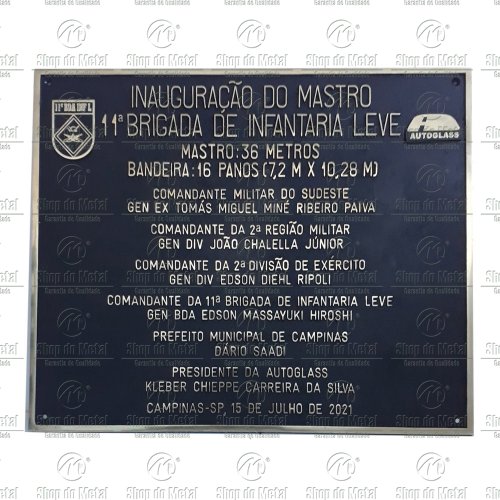 INAUGURAÇÃO DO MASTRO
11ª BRIGADA DE INFANTARIA LEVE
11ª BDA INF L
AUTOGLASS
MASTRO: 36 METROS
BANDEIRA: 16 PANOS (7,2 M X 10,28 M)
COMANDANTE MILITAR DO SUDESTE
GEN EX TOMÁS MIGUEL MINÉ RIBEIRO PAIVA
COMANDANTE DA 2ª REGIÃO MILITAR
GEN DIV JOÃO CHALELLA JÚNIOR
COMANDANTE DA 2ª DIVISÃO DE EXÉRCITO
GEN DIV EDSON DIEHL RIPOLI
COMANDANTE DA 11ª BRIGADA DE INFANTARIA LEVE
GEN BDA EDSON MASSAYUKI HIROSHI
PREFEITO MUNICIPAL DE CAMPINAS
DÁRIO SAADI
PRESIDENTE DA AUTOGLASS
KLEBER CHIEPPE CARREIRA DA SILVA
CAMPINAS-SP, 15 DE JULHO DE 2021
Shop do Metal
Garantia de Qualidade